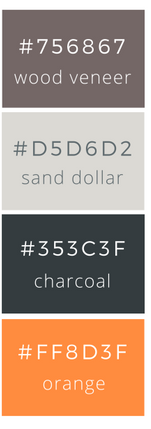 #756867
wood veneer
#D5D6D2
sand dollar
#353C3F
charcoal
#FF8D3F
orange